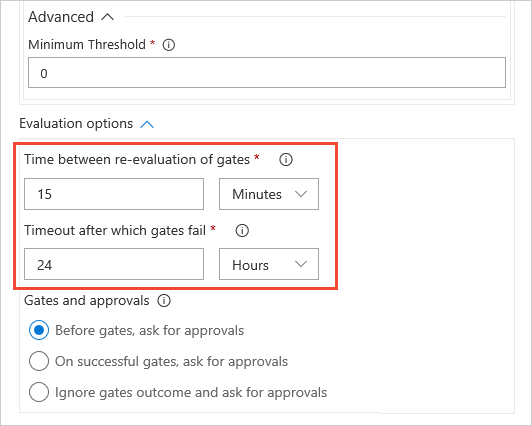 Advanced
Minimum Threshold *
0
Evaluation options
Time between re-evaluation of gates *
15 Minutes
Timeout after which gates fail *
24 Hours
Gates and approvals
Before gates, ask for approvals
On successful gates, ask for approvals
Ignore gates outcome and ask for approvals